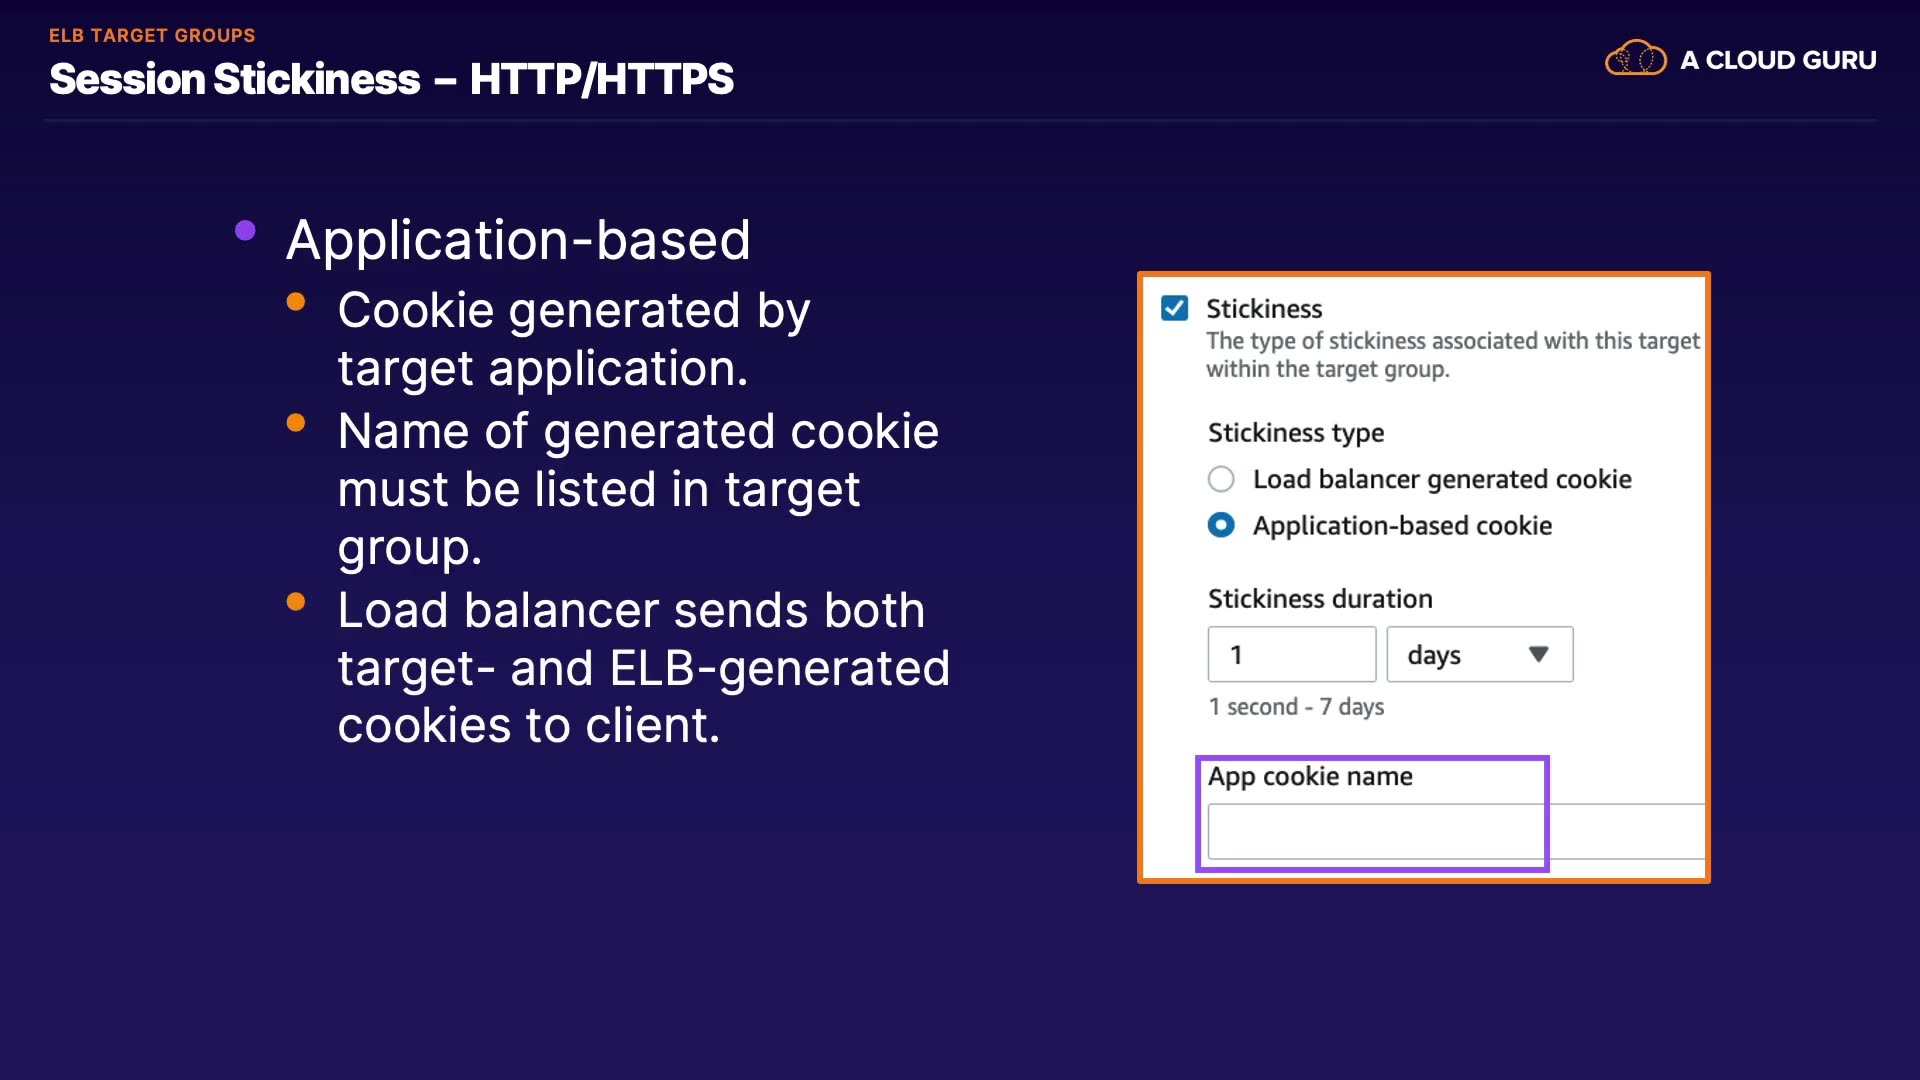 ELB TARGET GROUPS
Session Stickiness – HTTP/HTTPS
A CLOUD GURU
Application-based
Cookie generated by
target application.
Name of generated cookie
must be listed in target
group.
Load balancer sends both
target- and ELB-generated
cookies to client.
Stickiness
The type of stickiness associated with this target
within the target group.
Stickiness type
Load balancer generated cookie
Application-based cookie
Stickiness duration
1 days
1 second - 7 days
App cookie name